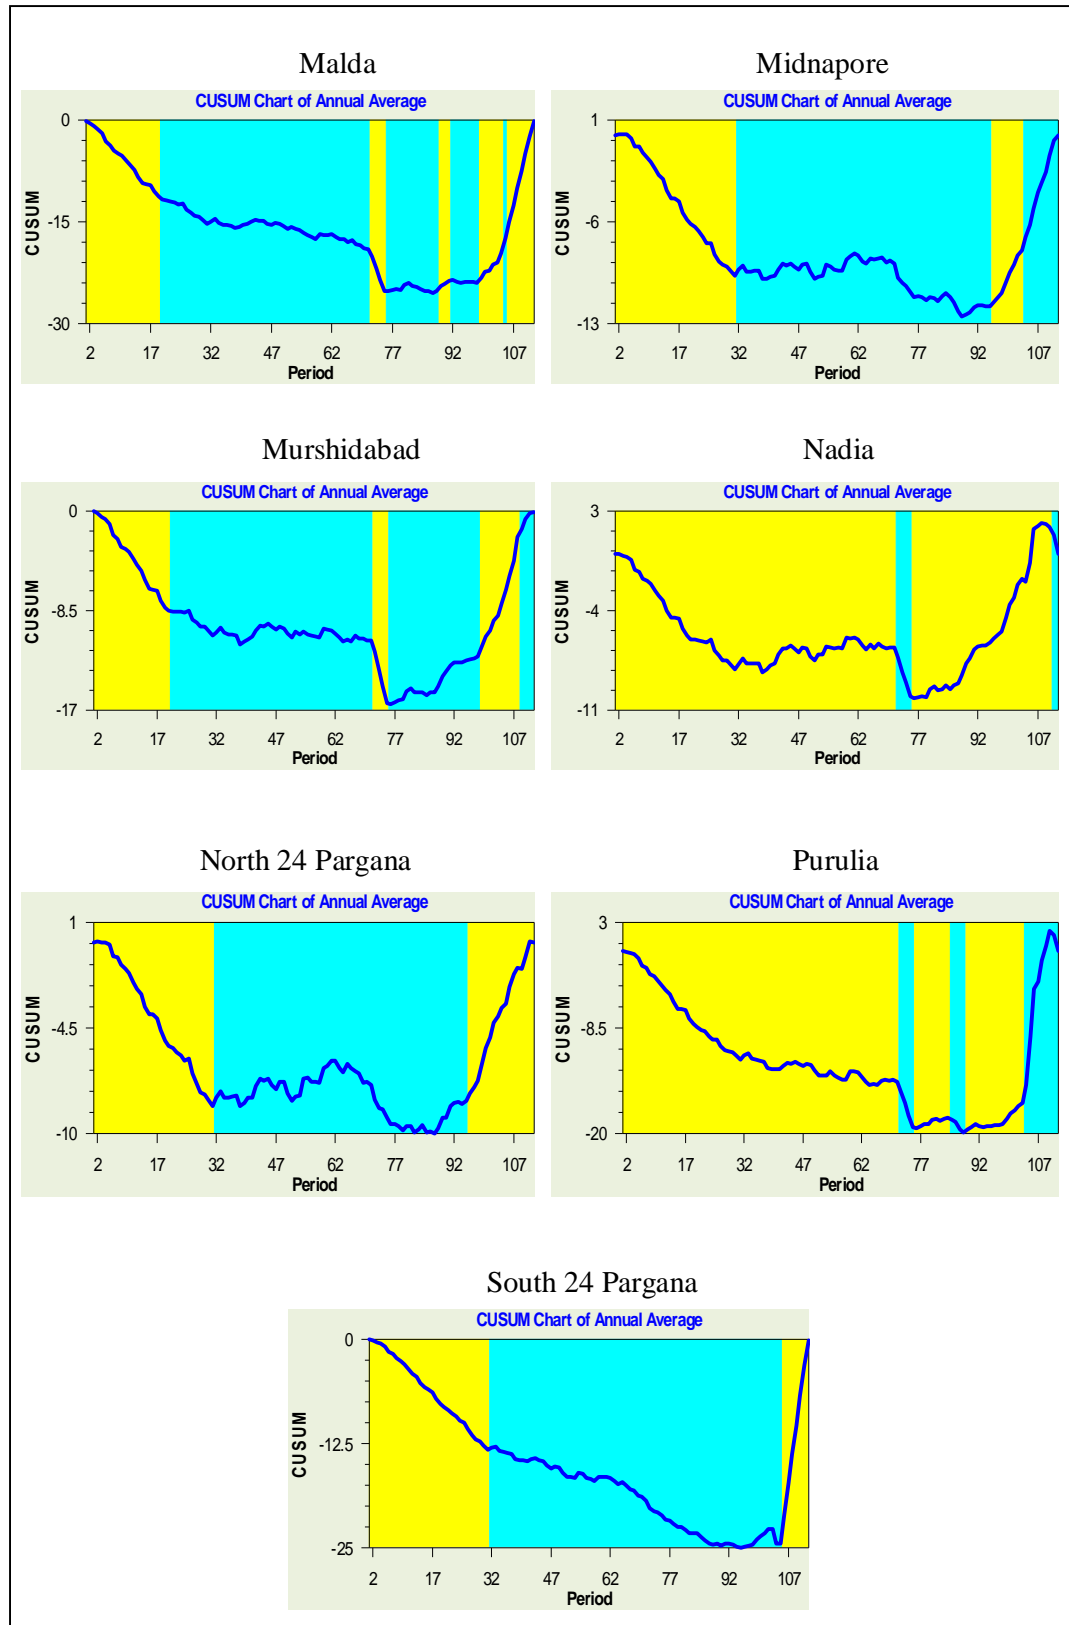 Malda
Midnapore
CUSUM Chart of Annual Average
0
-15
-30
CUSUM
2 17 32 47 62 77 92 107
Period
CUSUM Chart of Annual Average
1
-6
-13
CUSUM
2 17 32 47 62 77 92 107
Period
Murshidabad
Nadia
CUSUM Chart of Annual Average
0
-8.5
-17
CUSUM
2 17 32 47 62 77 92 107
Period
CUSUM Chart of Annual Average
3
-4
-11
CUSUM
2 17 32 47 62 77 92 107
Period
North 24 Pargana
Purulia
CUSUM Chart of Annual Average
1
-4.5
-10
CUSUM
2 17 32 47 62 77 92 107
Period
CUSUM Chart of Annual Average
3
-8.5
-20
CUSUM
2 17 32 47 62 77 92 107
Period
South 24 Pargana
CUSUM Chart of Annual Average
0
-12.5
-25
CUSUM
2 17 32 47 62 77 92 107
Period